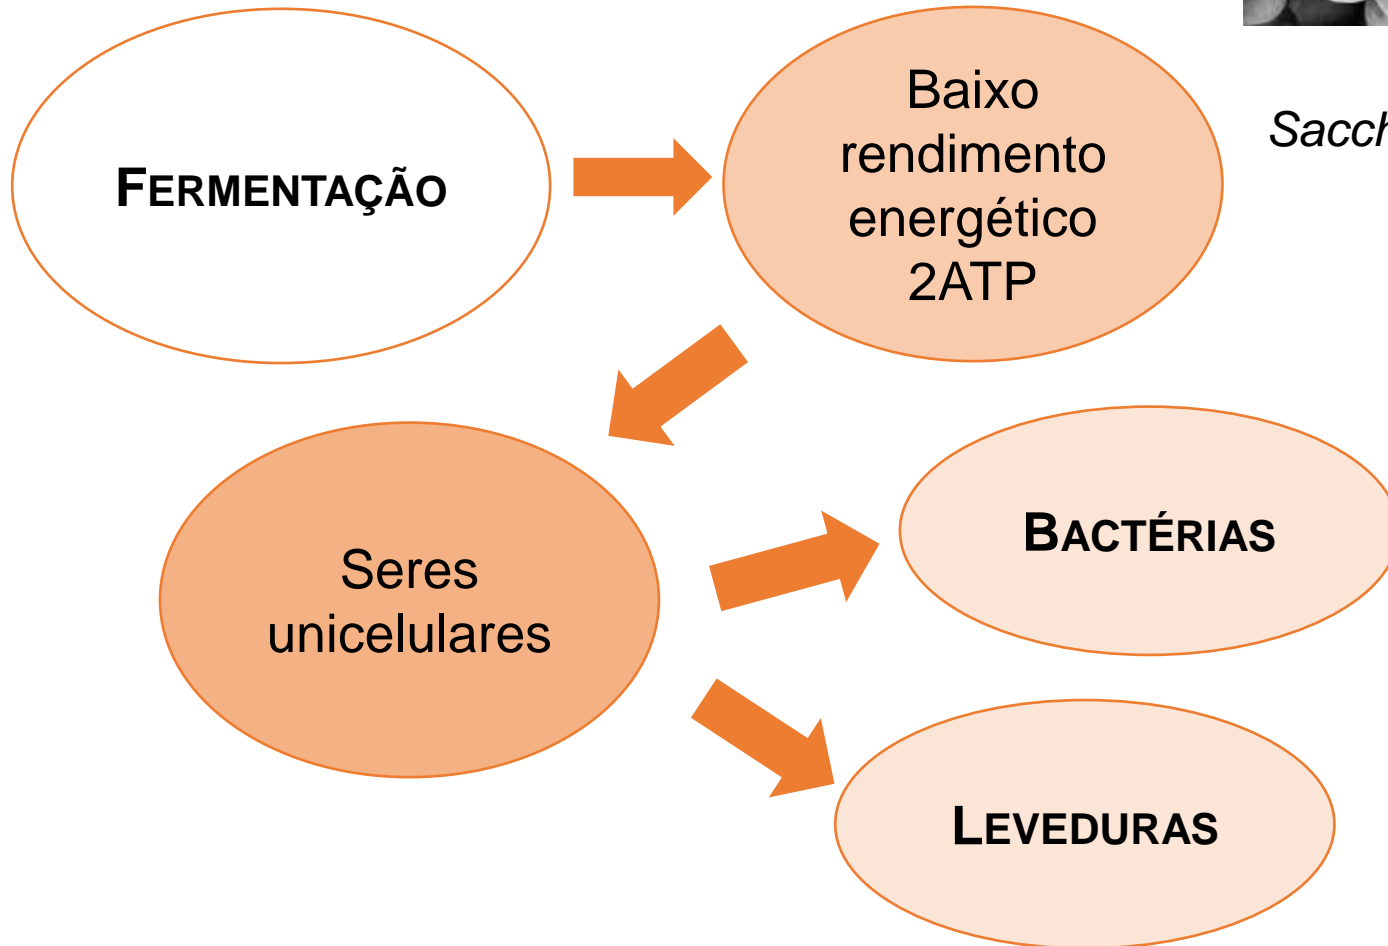 FERMENTAÇÃO
Baixo
rendimento
energético
2ATP
Seres
unicelulares
BACTÉRIAS
LEVEDURAS